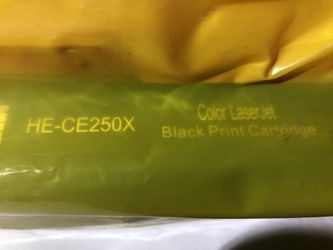 HE-CE250X
Color LaserJet
Black Print Cartridge